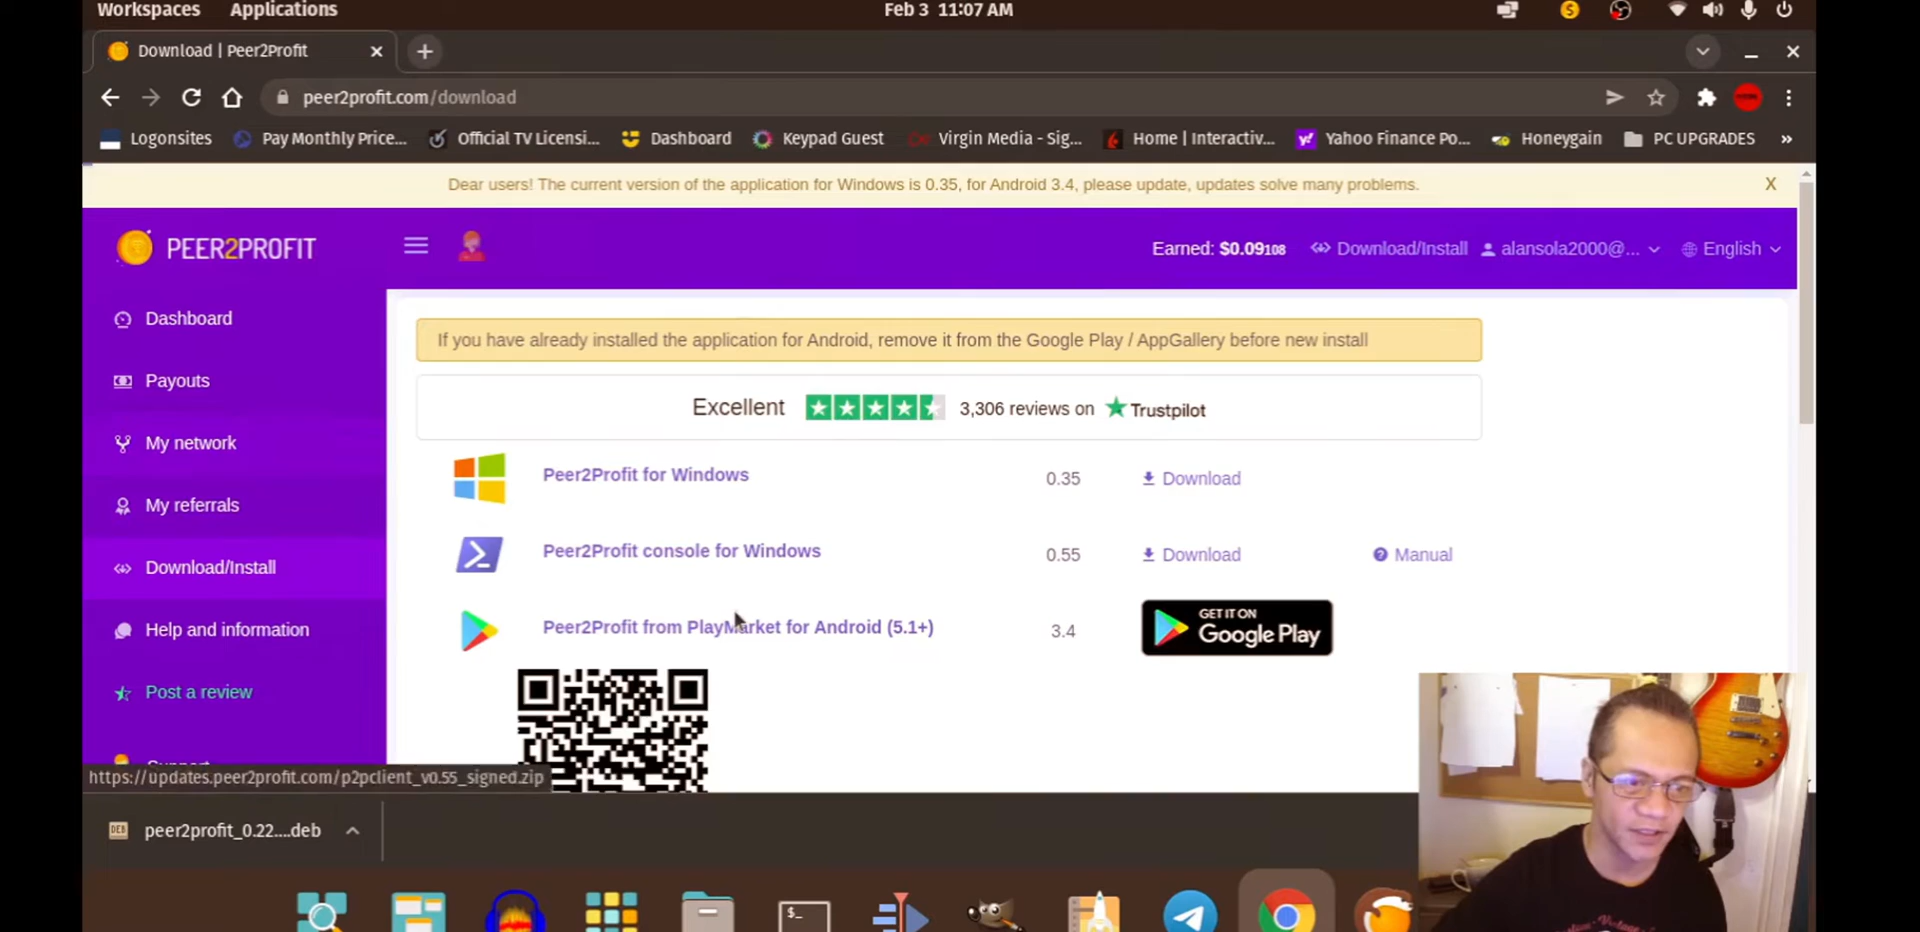 Workspaces Applications Feb 3 11:07 AM
Download | Peer2Profit
peer2profit.com/download
Logonsites Pay Monthly Price... Official TV Licensi... Dashboard Keypad Guest Virgin Media - Sig... Home | Interactiv... Yahoo Finance Po... Honeygain PC UPGRADES »
Dear users! The current version of the application for Windows is 0.35, for Android 3.4, please update, updates solve many problems. X
PEER2PROFIT Earned: $0.09108 Download/Install alansola2000@... English
Dashboard
Payouts
My network
My referrals
Download/Install
Help and information
Post a review
If you have already installed the application for Android, remove it from the Google Play / AppGallery before new install
Excellent 3,306 reviews on Trustpilot
Peer2Profit for Windows 0.35 Download
Peer2Profit console for Windows 0.55 Download Manual
Peer2Profit from PlayMarket for Android (5.1+) 3.4 GET IT ON Google Play
https://updates.peer2profit.com/p2pclient_v0.55_signed.zip
DEB peer2profit_0.22....deb